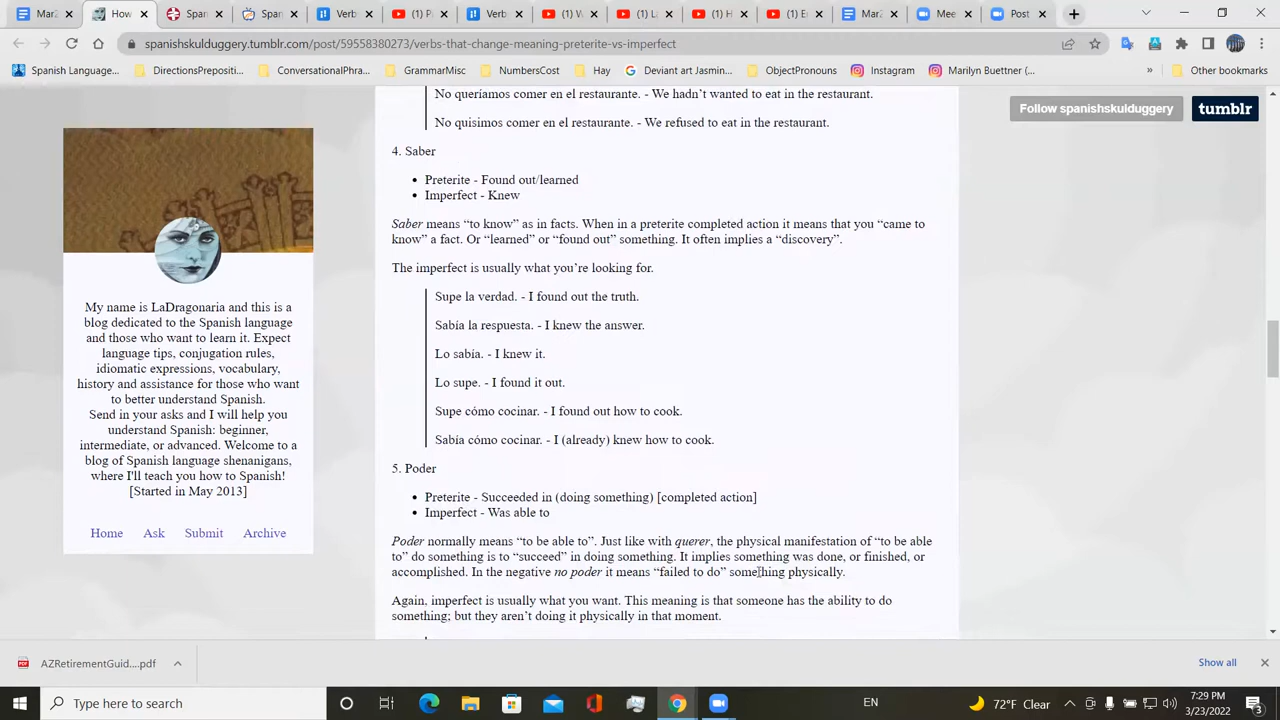 Mar2
How
Span
Span
Verb
(1) P
Verb
(1) V
(1) L
(1) H
(1) E
Mar2
Mee
Post
spanishskulduggery.tumblr.com/post/59558380273/verbs-that-change-meaning-preterite-vs-imperfect
Spanish Language...
DirectionsPrepositi...
ConversationalPhra...
GrammarMisc
NumbersCost
Hay
Deviant art Jasmin...
ObjectPronouns
Instagram
Marilyn Buettner (...
»
Other bookmarks
Follow spanishskulduggery
tumblr
My name is LaDragonaria and this is a
blog dedicated to the Spanish language
and those who want to learn it. Expect
language tips, conjugation rules,
idiomatic expressions, vocabulary,
history and assistance for those who want
to better understand Spanish.
Send in your asks and I will help you
understand Spanish: beginner,
intermediate, or advanced. Welcome to a
blog of Spanish language shenanigans,
where I'll teach you how to Spanish!
[Started in May 2013]
Home Ask Submit Archive
No queríamos comer en el restaurante. - We hadn't wanted to eat in the restaurant.
No quisimos comer en el restaurante. - We refused to eat in the restaurant.
4. Saber
• Preterite - Found out/learned
• Imperfect - Knew
Saber means “to know” as in facts. When in a preterite completed action it means that you “came to
know” a fact. Or “learned” or “found out” something. It often implies a “discovery”.
The imperfect is usually what you’re looking for.
Supe la verdad. - I found out the truth.
Sabía la respuesta. - I knew the answer.
Lo sabía. - I knew it.
Lo supe. - I found it out.
Supe cómo cocinar. - I found out how to cook.
Sabía cómo cocinar. - I (already) knew how to cook.
5. Poder
• Preterite - Succeeded in (doing something) [completed action]
• Imperfect - Was able to
Poder normally means “to be able to”. Just like with querer, the physical manifestation of “to be able
to” do something is to “succeed” in doing something. It implies something was done, or finished, or
accomplished. In the negative no poder it means “failed to do” something physically.
Again, imperfect is usually what you want. This meaning is that someone has the ability to do
something; but they aren’t doing it physically in that moment.
AZRetirementGuid....pdf
Show all
Type here to search
EN
72°F Clear
7:29 PM
3/23/2022
3